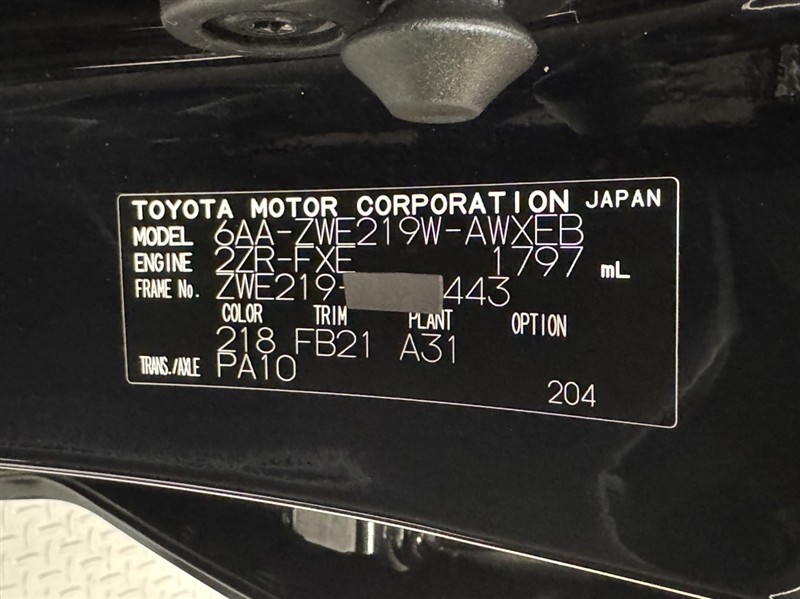 TOYOTA MOTOR CORPORATION JAPAN
MODEL 6AA-ZWE219W-AWXEB
ENGINE 2ZR-FXE 1797 mL
FRAME No. ZWE219- 443
COLOR TRIM PLANT OPTION
218 FB21 A31
TRANS./AXLE PA10
204